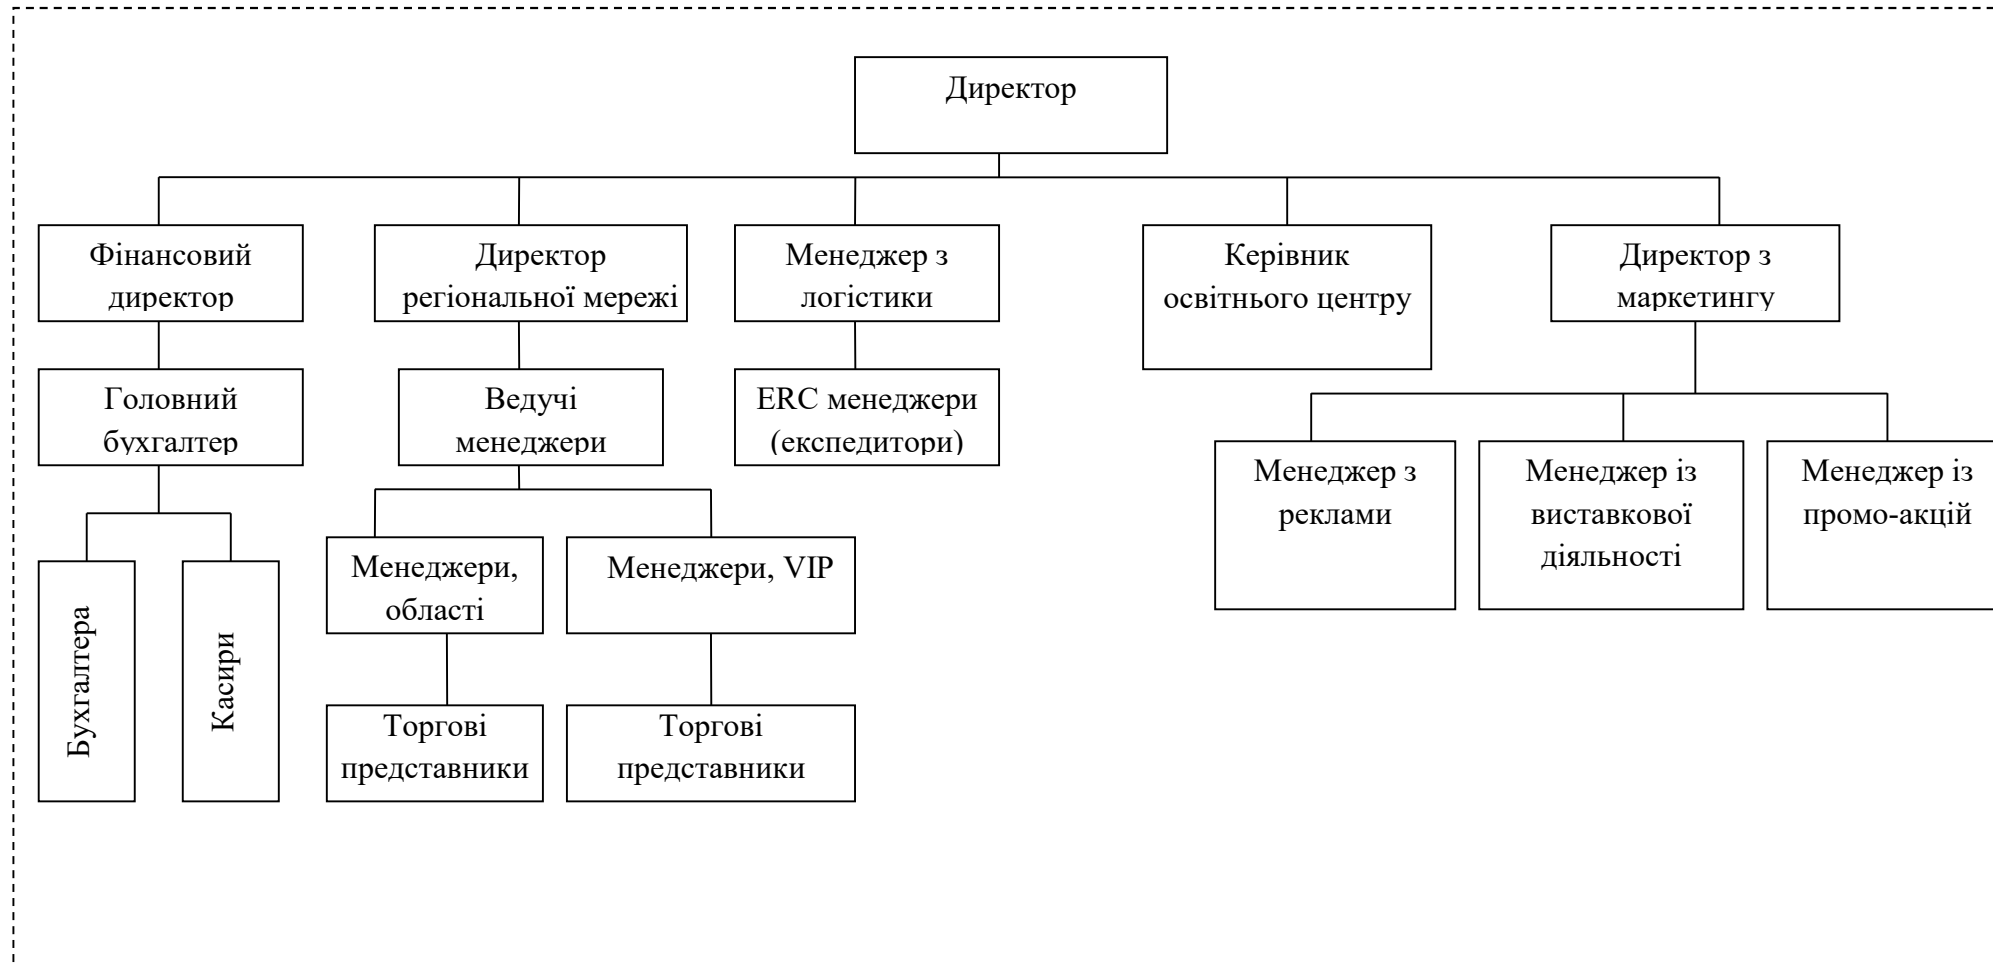 Директор
Фінансовий
директор
Директор
регіональної мережі
Менеджер з
логістики
Керівник
освітнього центру
Директор з
маркетингу
Головний
бухгалтер
Ведучі
менеджери
ERC менеджери
(експедитори)
Менеджер з
реклами
Менеджер із
виставкової
діяльності
Менеджер із
промо-акцій
Бухгалтера
Касири
Менеджери,
області
Менеджери, VIP
Торгові
представники
Торгові
представники